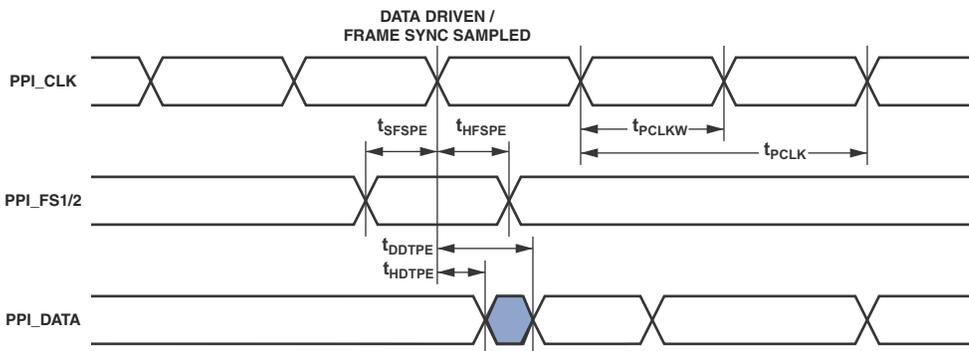 DATA DRIVEN /
FRAME SYNC SAMPLED
PPI_CLK
tSFSPE
tHFSPE
tPCLKW
tPCLK
PPI_FS1/2
tDDTPE
tHDTPE
PPI_DATA